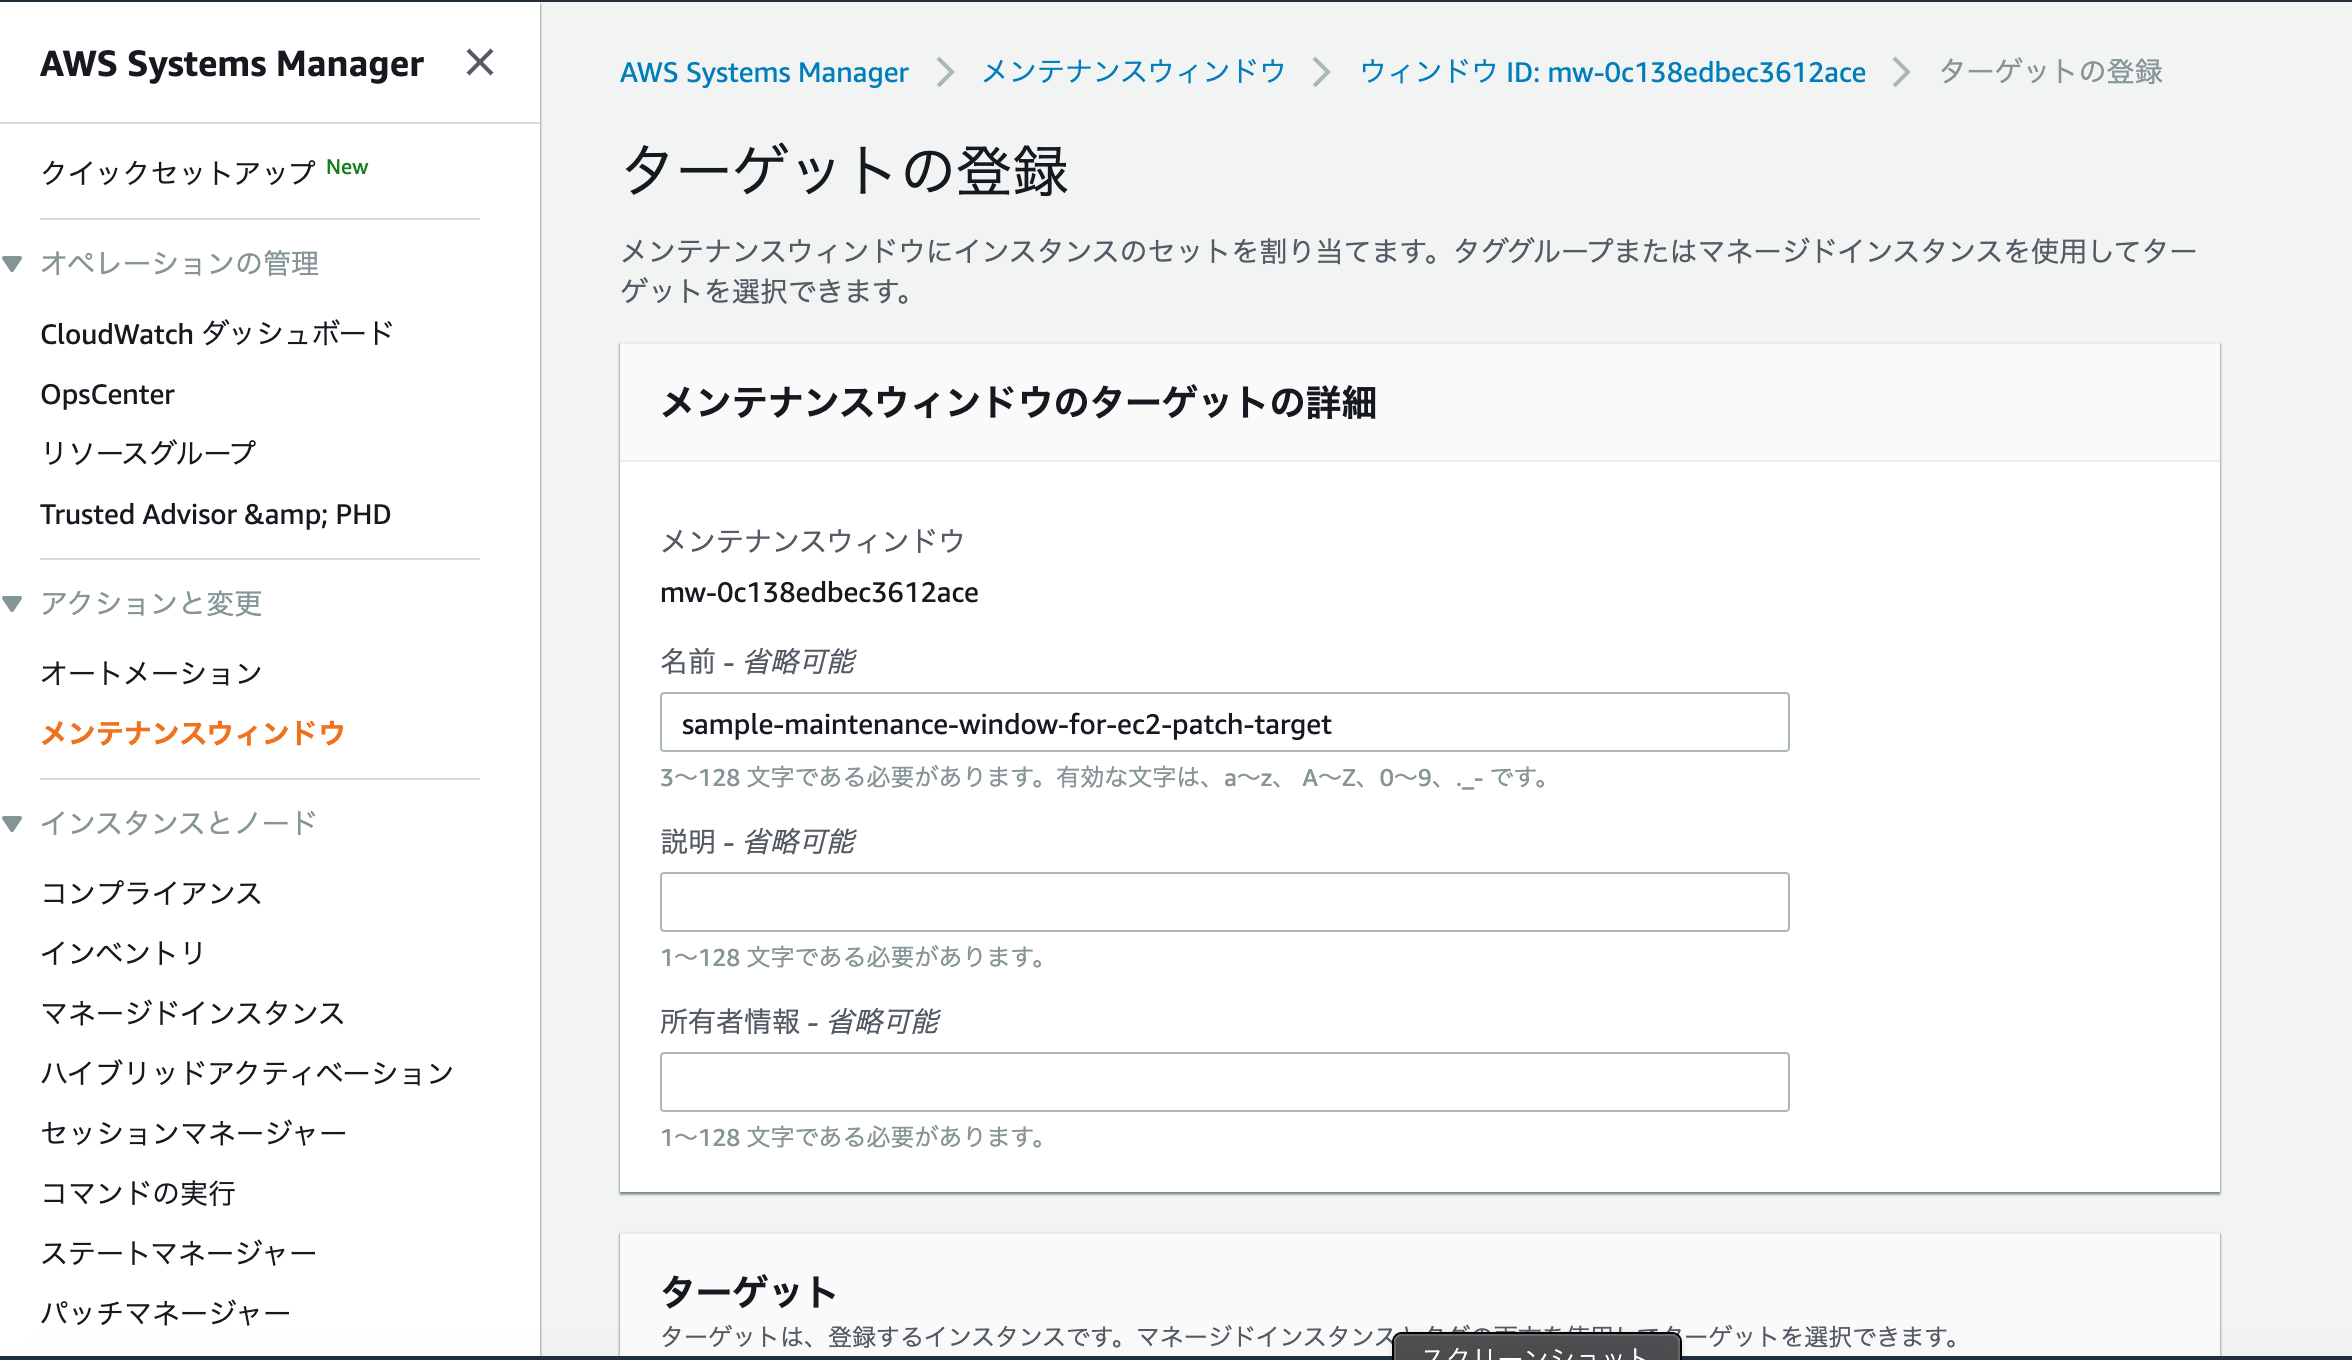 AWS Systems Manager
クイックセットアップ New
オペレーションの管理
CloudWatch ダッシュボード
OpsCenter
リソースグループ
Trusted Advisor &amp; PHD
アクションと変更
オートメーション
メンテナンスウィンドウ
インスタンスとノード
コンプライアンス
インベントリ
マネージドインスタンス
ハイブリッドアクティベーション
セッションマネージャー
コマンドの実行
ステートマネージャー
パッチマネージャー
AWS Systems Manager メンテナンスウィンドウ ウィンドウ ID: mw-0c138edbec3612ace ターゲットの登録
ターゲットの登録
メンテナンスウィンドウにインスタンスのセットを割り当てます。タググループまたはマネージドインスタンスを使用してター
ゲットを選択できます。
メンテナンスウィンドウのターゲットの詳細
メンテナンスウィンドウ
mw-0c138edbec3612ace
名前 - 省略可能
sample-maintenance-window-for-ec2-patch-target
3〜128 文字である必要があります。有効な文字は、a〜z、 A〜Z、0〜9、._- です。
説明 - 省略可能
1〜128 文字である必要があります。
所有者情報 - 省略可能
1〜128 文字である必要があります。
ターゲット
ターゲットは、登録するインスタンスです。マネージドインスタンスとタグの両方を使用してターゲットを選択できます。
スクリーンショット